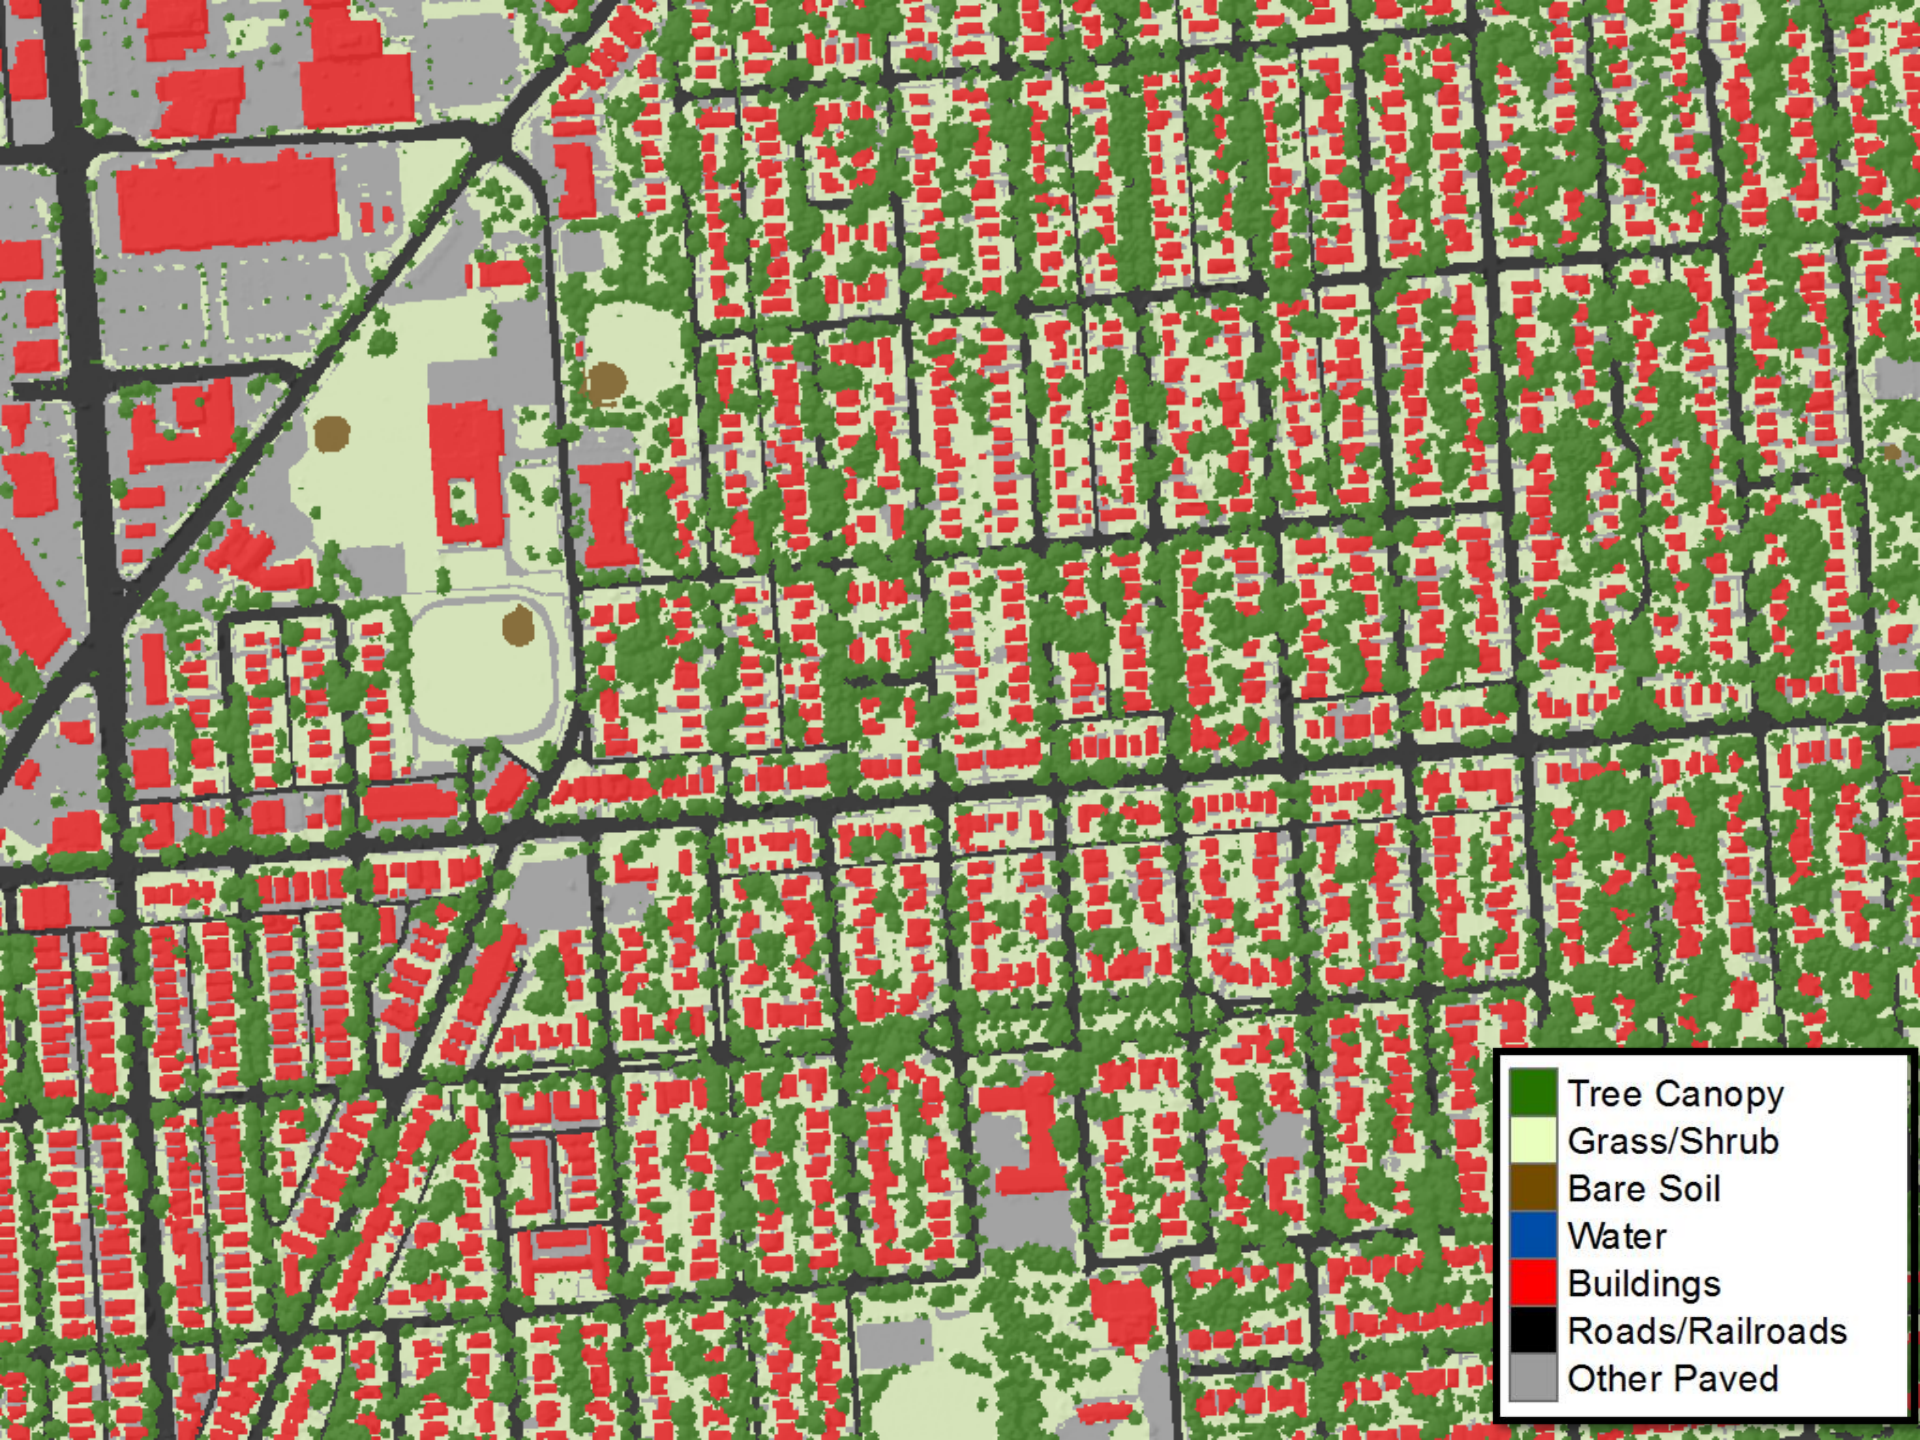 Tree Canopy
Grass/Shrub
Bare Soil
Water
Buildings
Roads/Railroads
Other Paved